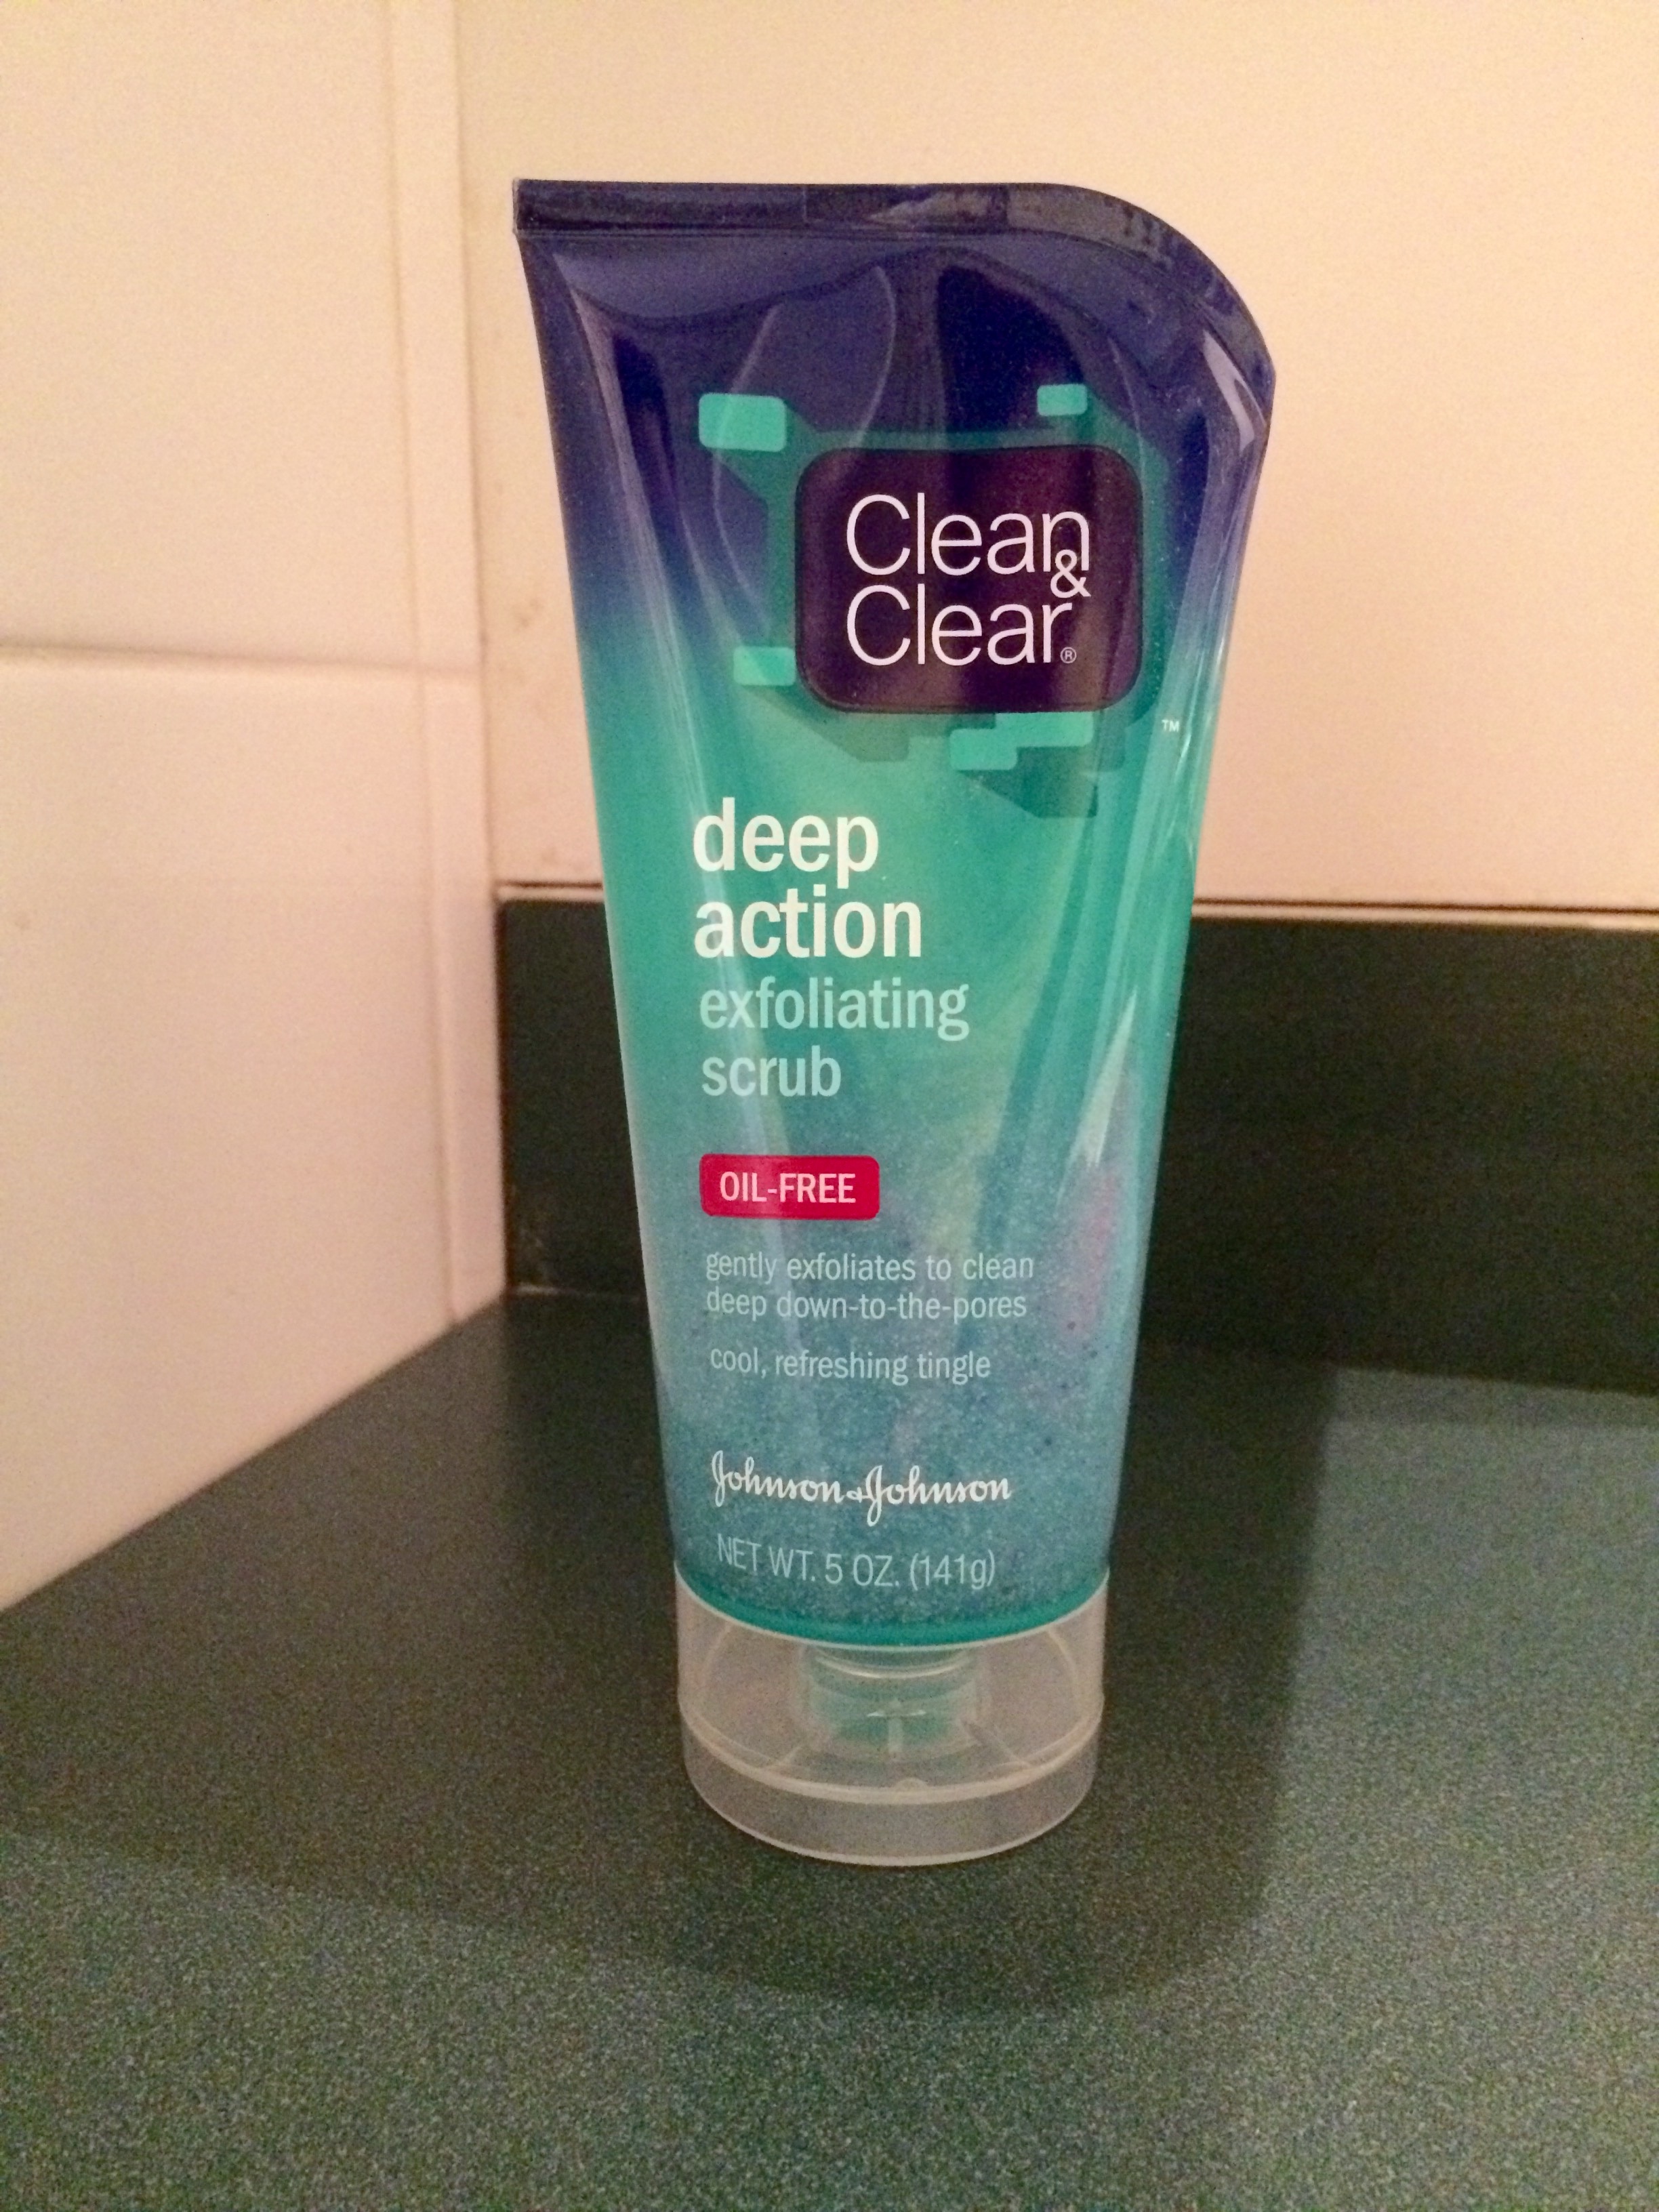 Clean
&
Clear®
™
deep
action
exfoliating
scrub
OIL-FREE
gently exfoliates to clean
deep down-to-the-pores
cool, refreshing tingle
Johnson & Johnson
NET WT. 5 OZ. (141g)